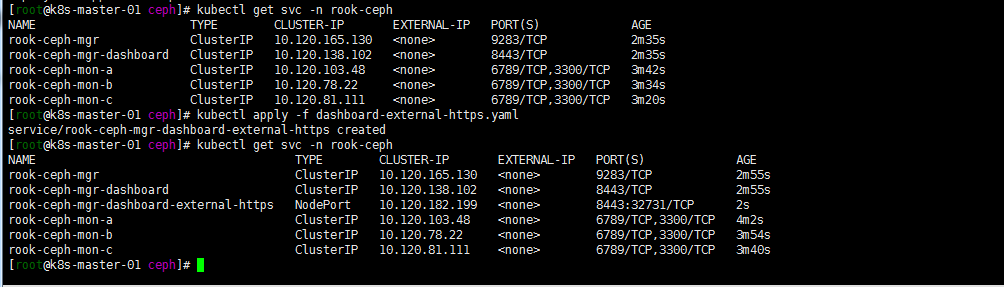 [root@k8s-master-01 ceph]# kubectl get svc -n rook-ceph
NAME TYPE CLUSTER-IP EXTERNAL-IP PORT(S) AGE
rook-ceph-mgr ClusterIP 10.120.165.130 <none> 9283/TCP 2m35s
rook-ceph-mgr-dashboard ClusterIP 10.120.138.102 <none> 8443/TCP 2m35s
rook-ceph-mon-a ClusterIP 10.120.103.48 <none> 6789/TCP,3300/TCP 3m42s
rook-ceph-mon-b ClusterIP 10.120.78.22 <none> 6789/TCP,3300/TCP 3m34s
rook-ceph-mon-c ClusterIP 10.120.81.111 <none> 6789/TCP,3300/TCP 3m20s
[root@k8s-master-01 ceph]# kubectl apply -f dashboard-external-https.yaml
service/rook-ceph-mgr-dashboard-external-https created
[root@k8s-master-01 ceph]# kubectl get svc -n rook-ceph
NAME TYPE CLUSTER-IP EXTERNAL-IP PORT(S) AGE
rook-ceph-mgr ClusterIP 10.120.165.130 <none> 9283/TCP 2m55s
rook-ceph-mgr-dashboard ClusterIP 10.120.138.102 <none> 8443/TCP 2m55s
rook-ceph-mgr-dashboard-external-https NodePort 10.120.182.199 <none> 8443:32731/TCP 2s
rook-ceph-mon-a ClusterIP 10.120.103.48 <none> 6789/TCP,3300/TCP 4m2s
rook-ceph-mon-b ClusterIP 10.120.78.22 <none> 6789/TCP,3300/TCP 3m54s
rook-ceph-mon-c ClusterIP 10.120.81.111 <none> 6789/TCP,3300/TCP 3m40s
[root@k8s-master-01 ceph]#